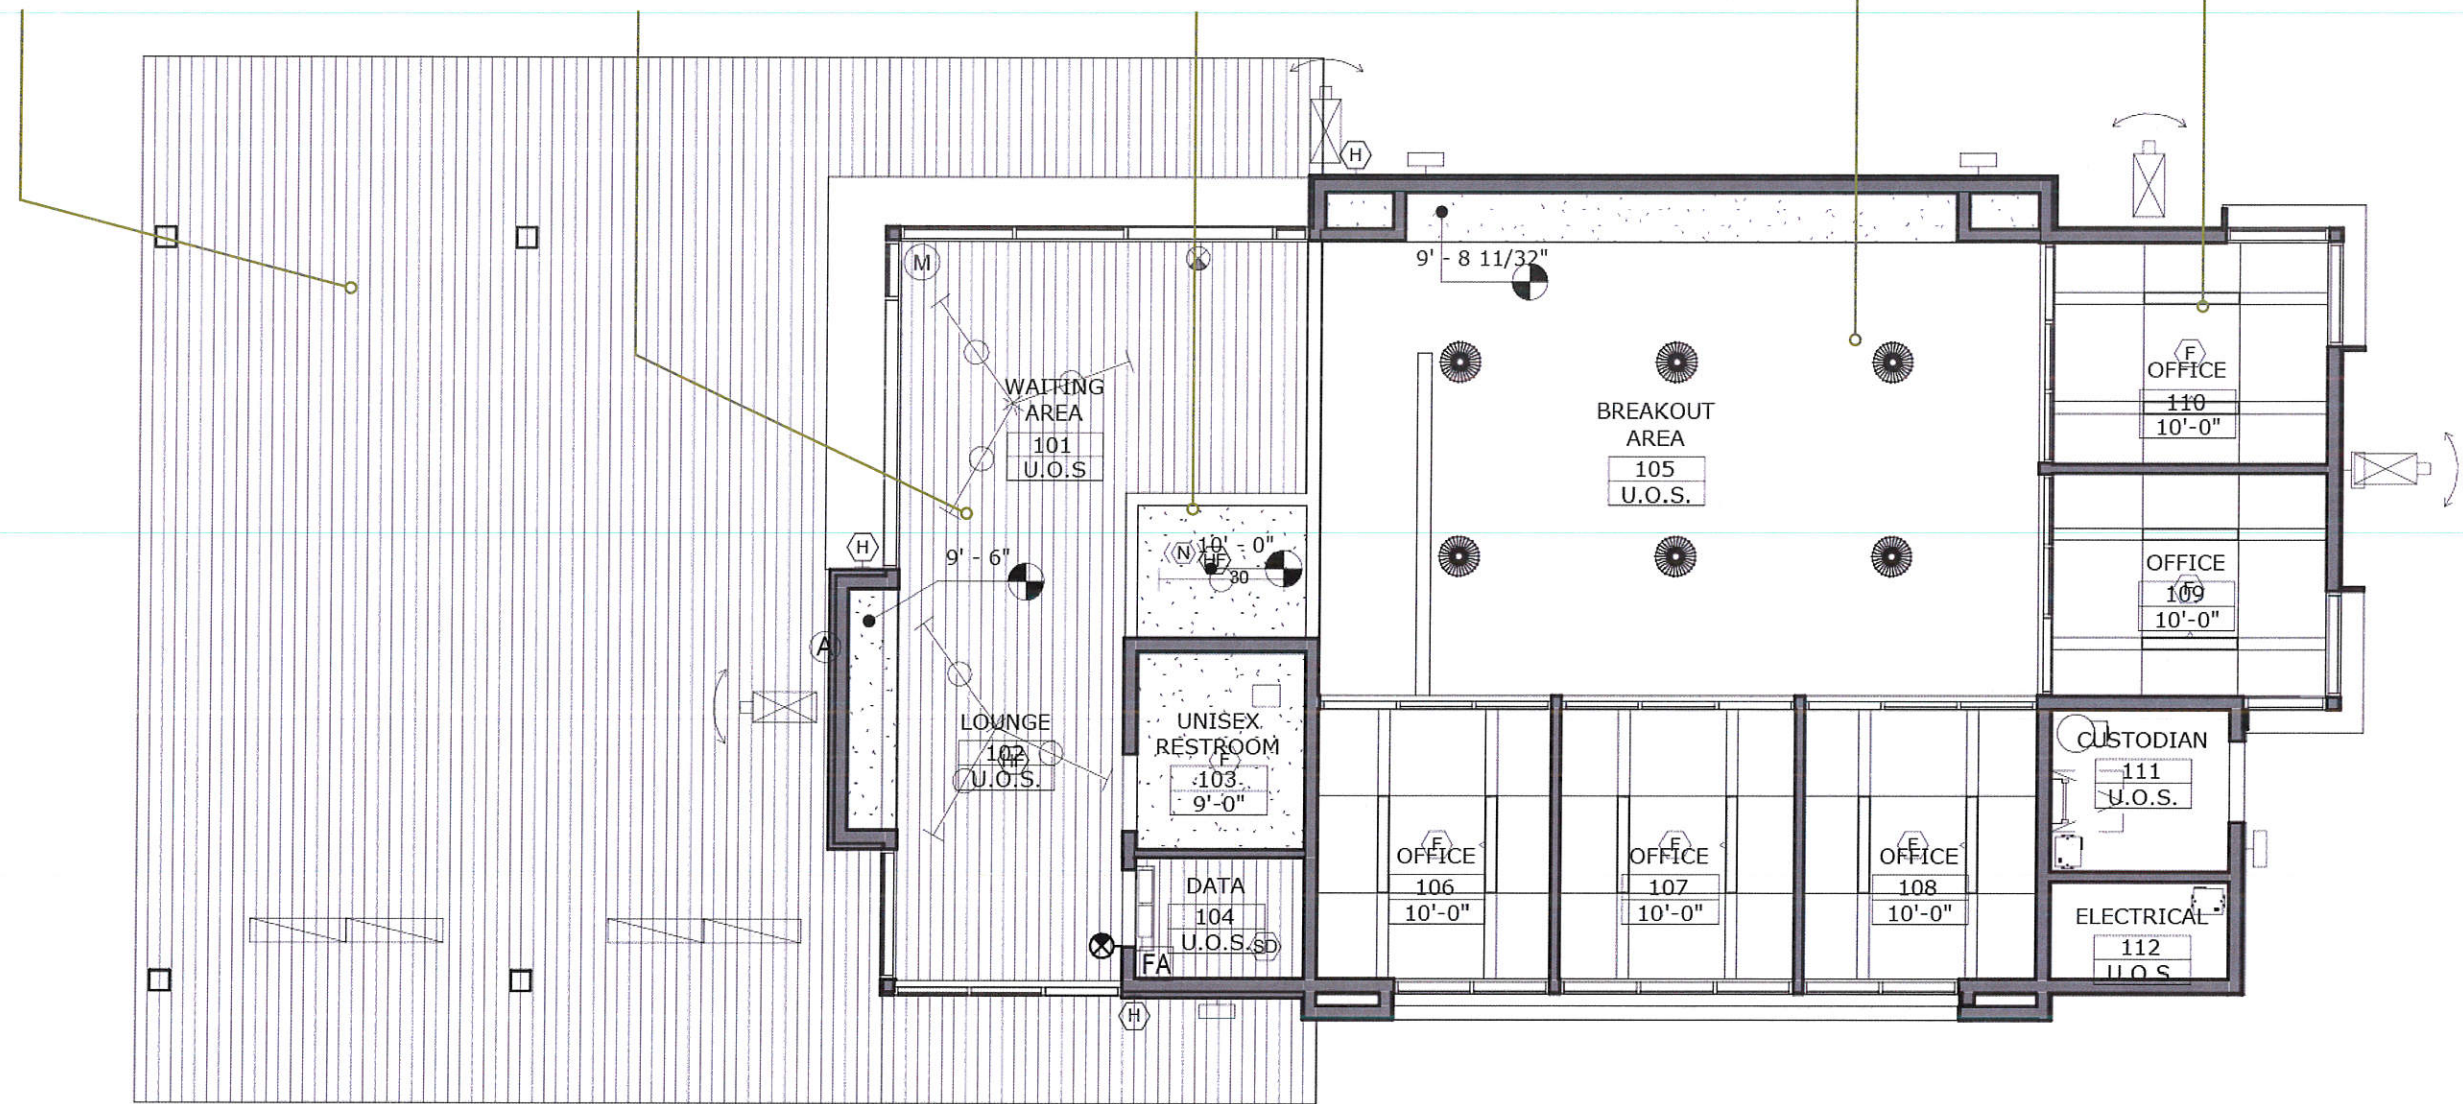 H
M
9' - 8 11/32"
WAITING
AREA
101
U.O.S
BREAKOUT
AREA
105
U.O.S.
F
OFFICE
110
10'-0"
H
9' - 6"
N
10' - 0"
HF
30
OFFICE
F
109
10'-0"
A
LOUNGE
102
U.O.S.
UNISEX
RESTROOM
F
103
9'-0"
CUSTODIAN
111
U.O.S.
F
OFFICE
106
10'-0"
F
OFFICE
107
10'-0"
F
OFFICE
108
10'-0"
DATA
104
U.O.S.
SD
FA
ELECTRICAL
112
U.O.S.
H